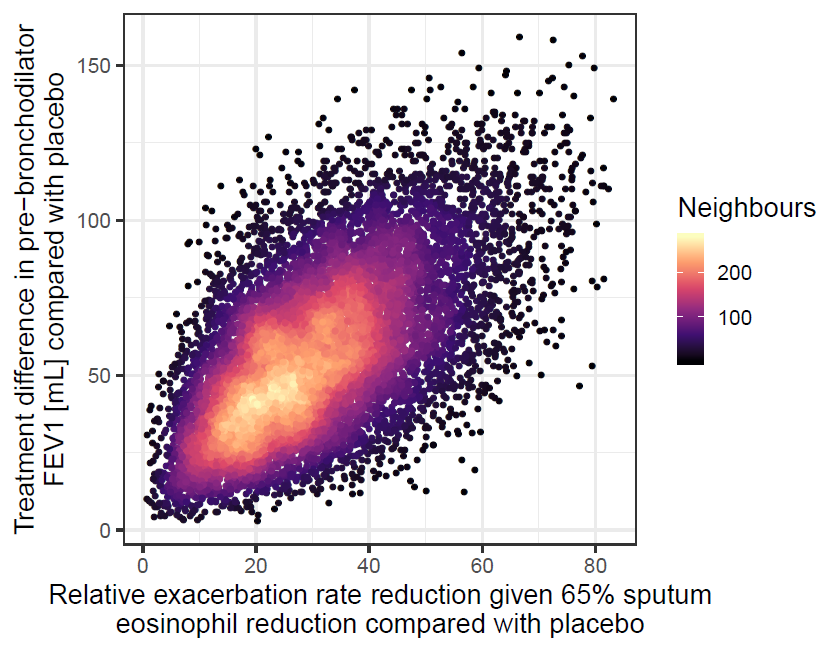 Treatment difference in pre−bronchodilator
FEV1 [mL] compared with placebo
150
100
50
0
0 20 40 60 80
Relative exacerbation rate reduction given 65% sputum
eosinophil reduction compared with placebo
Neighbours
200
100